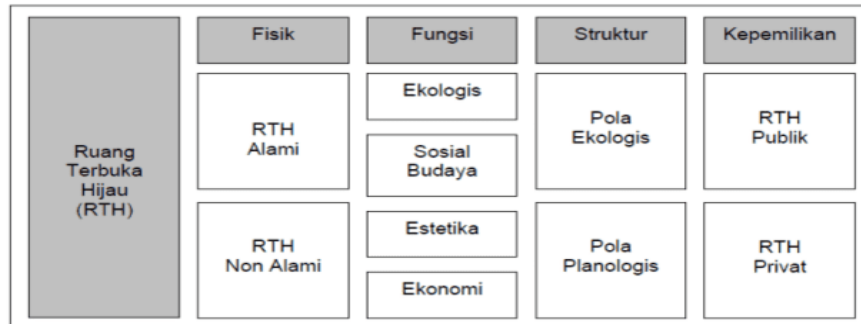 Ruang
Terbuka
Hijau
(RTH)
Fisik
RTH
Alami
RTH
Non Alami
Fungsi
Ekologis
Sosial
Budaya
Estetika
Ekonomi
Struktur
Pola
Ekologis
Pola
Planologis
Kepemilikan
RTH
Publik
RTH
Privat